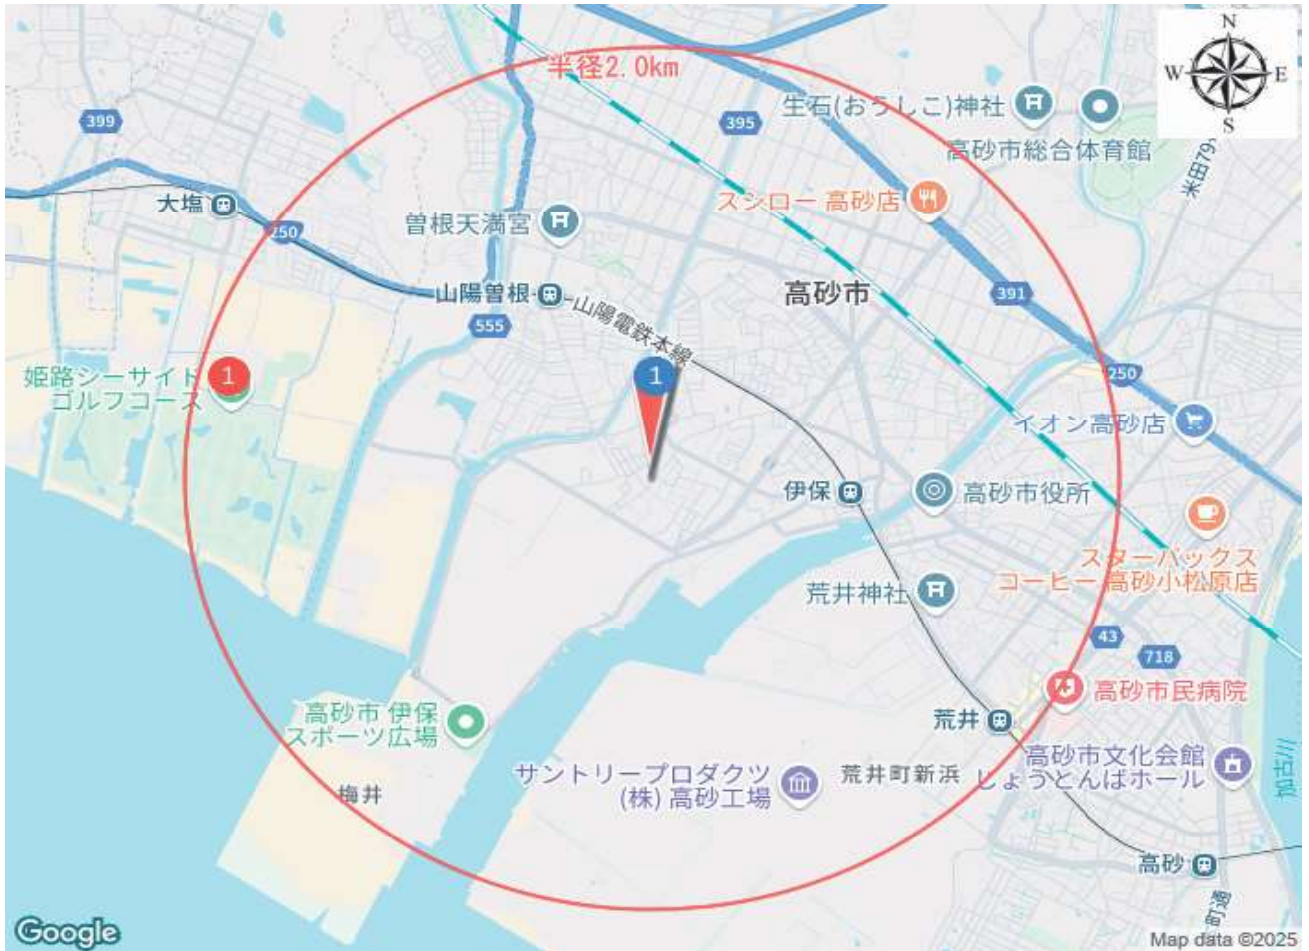 半径2.0km
N
W
E
S
399
395
生石(おうしこ)神社
高砂市総合体育館
米田79
大塩
スシロー 高砂店
曽根天満宮
250
山陽曽根
高砂市
391
555
山陽電鉄本線
姫路シーサイド
ゴルフコース
1
1
250
イオン高砂店
伊保
高砂市役所
スターバックス
コーヒー 高砂小松原店
荒井神社
43
718
高砂市民病院
高砂市 伊保
スポーツ広場
荒井
サントリープロダクツ
(株) 高砂工場
荒井町新浜
高砂市文化会館
じょうとんばホール
梅井
高砂
町通
Google
Map data ©2025